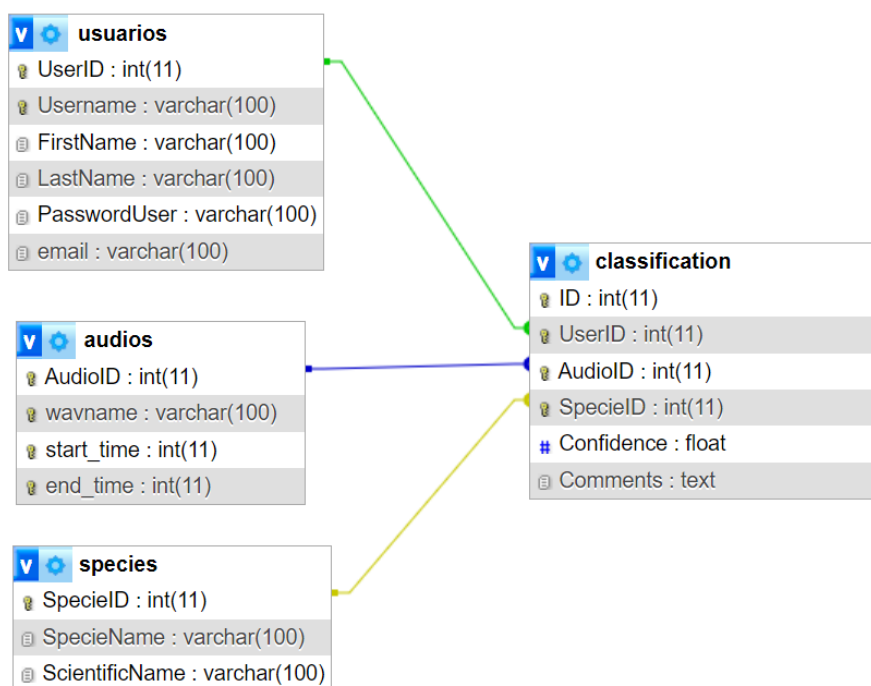 v usuarios
UserID : int(11)
Username : varchar(100)
FirstName : varchar(100)
LastName : varchar(100)
PasswordUser : varchar(100)
email : varchar(100)
v audios
AudioID : int(11)
wavname : varchar(100)
start_time : int(11)
end_time : int(11)
v species
SpecieID : int(11)
SpecieName : varchar(100)
ScientificName : varchar(100)
v classification
ID : int(11)
UserID : int(11)
AudioID : int(11)
SpecieID : int(11)
# Confidence : float
Comments : text